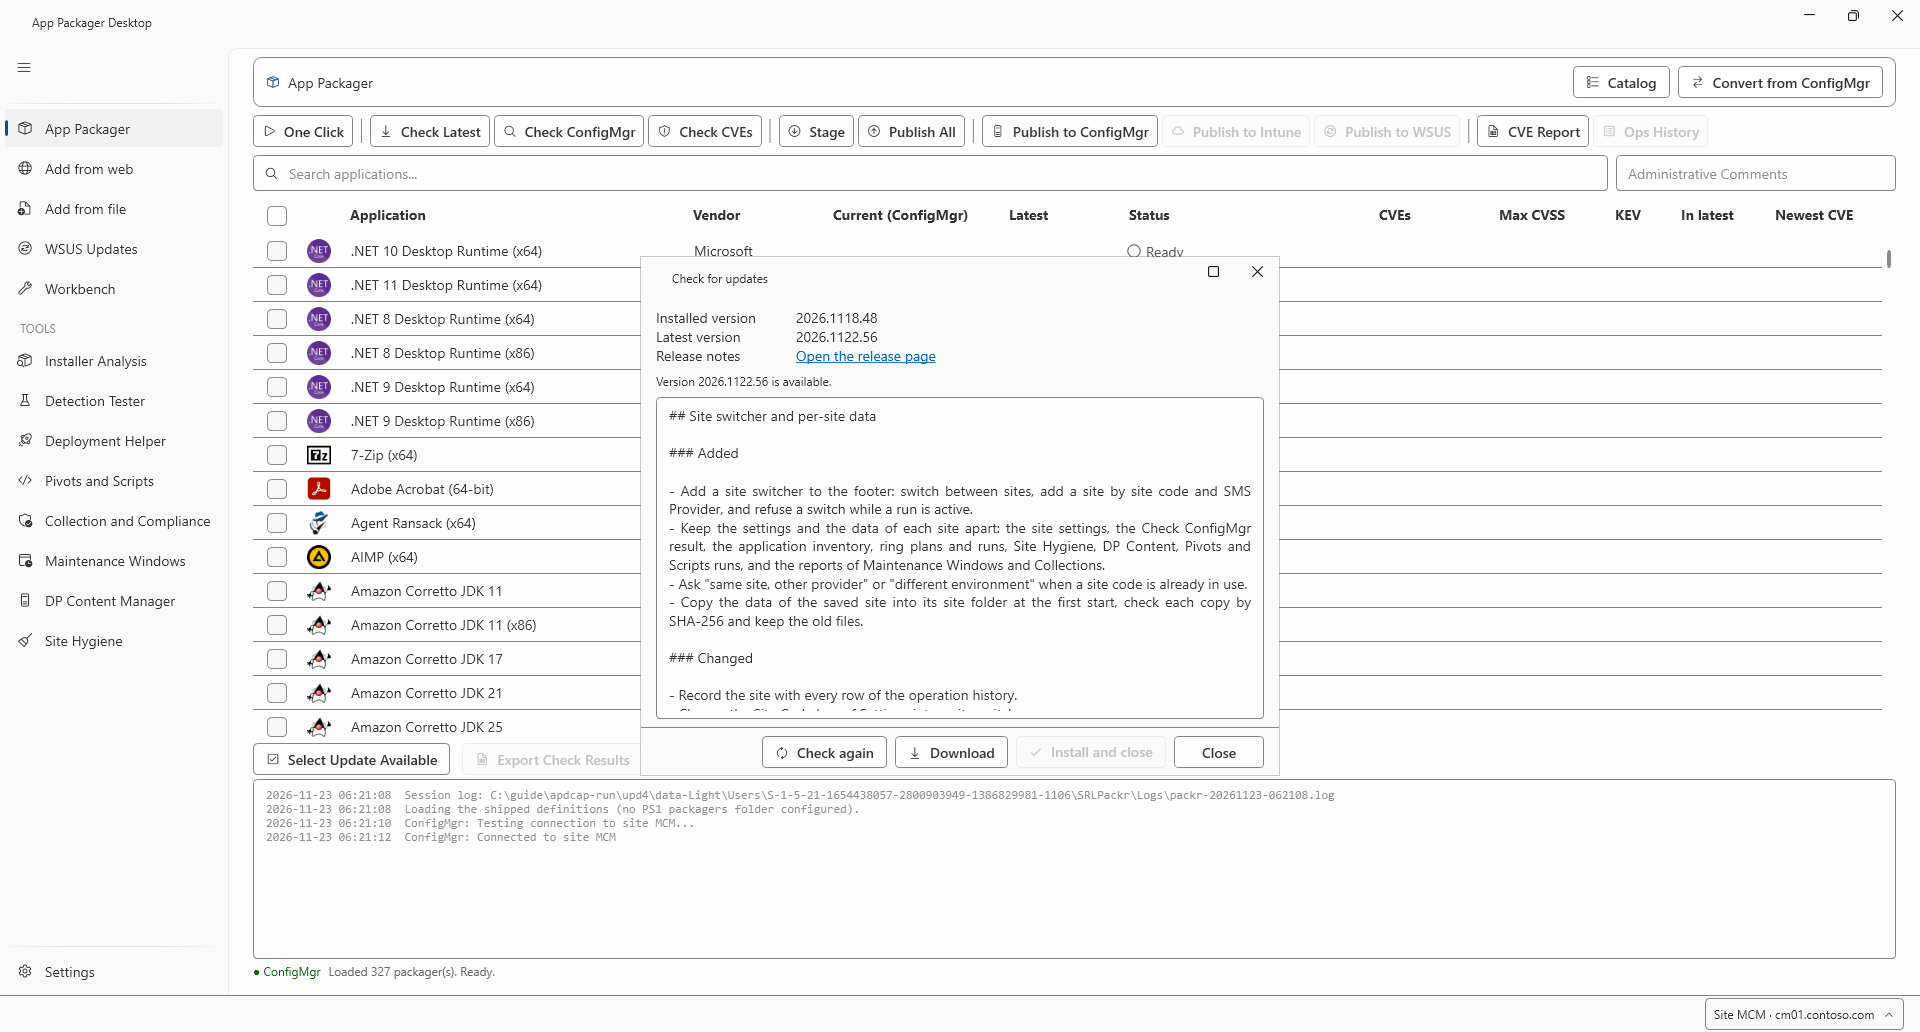 App Packager Desktop
App Packager
Add from web
Add from file
WSUS Updates
Workbench
TOOLS
Installer Analysis
Detection Tester
Deployment Helper
Pivots and Scripts
Collection and Compliance
Maintenance Windows
DP Content Manager
Site Hygiene
Settings
App Packager
Catalog
Convert from ConfigMgr
One Click
Check Latest
Check ConfigMgr
Check CVEs
Stage
Publish All
Publish to ConfigMgr
Publish to Intune
Publish to WSUS
CVE Report
Ops History
Search applications...
Administrative Comments
Application Vendor Current (ConfigMgr) Latest Status CVEs Max CVSS KEV In latest Newest CVE
.NET 10 Desktop Runtime (x64) Microsoft Ready
.NET 11 Desktop Runtime (x64)
.NET 8 Desktop Runtime (x64)
.NET 8 Desktop Runtime (x86)
.NET 9 Desktop Runtime (x64)
.NET 9 Desktop Runtime (x86)
7-Zip (x64)
Adobe Acrobat (64-bit)
Agent Ransack (x64)
AIMP (x64)
Amazon Corretto JDK 11
Amazon Corretto JDK 11 (x86)
Amazon Corretto JDK 17
Amazon Corretto JDK 21
Amazon Corretto JDK 25
Check for updates
Installed version 2026.1118.48
Latest version 2026.1122.56
Release notes Open the release page
Version 2026.1122.56 is available.
## Site switcher and per-site data
### Added
- Add a site switcher to the footer: switch between sites, add a site by site code and SMS
Provider, and refuse a switch while a run is active.
- Keep the settings and the data of each site apart: the site settings, the Check ConfigMgr
result, the application inventory, ring plans and runs, Site Hygiene, DP Content, Pivots and
Scripts runs, and the reports of Maintenance Windows and Collections.
- Ask "same site, other provider" or "different environment" when a site code is already in use.
- Copy the data of the saved site into its site folder at the first start, check each copy by
SHA-256 and keep the old files.
### Changed
- Record the site with every row of the operation history.
Check again
Download
Install and close
Close
Select Update Available
Export Check Results
2026-11-23 06:21:08 Session log: C:\guide\apdcap-run\upd4\data-Light\Users\S-1-5-21-1654438057-2800903949-1386829981-1106\SRLPackr\Logs\packr-20261123-062108.log
2026-11-23 06:21:08 Loading the shipped definitions (no PS1 packagers folder configured).
2026-11-23 06:21:10 ConfigMgr: Testing connection to site MCM...
2026-11-23 06:21:12 ConfigMgr: Connected to site MCM
ConfigMgr Loaded 327 packager(s). Ready.
Site MCM · cm01.contoso.com